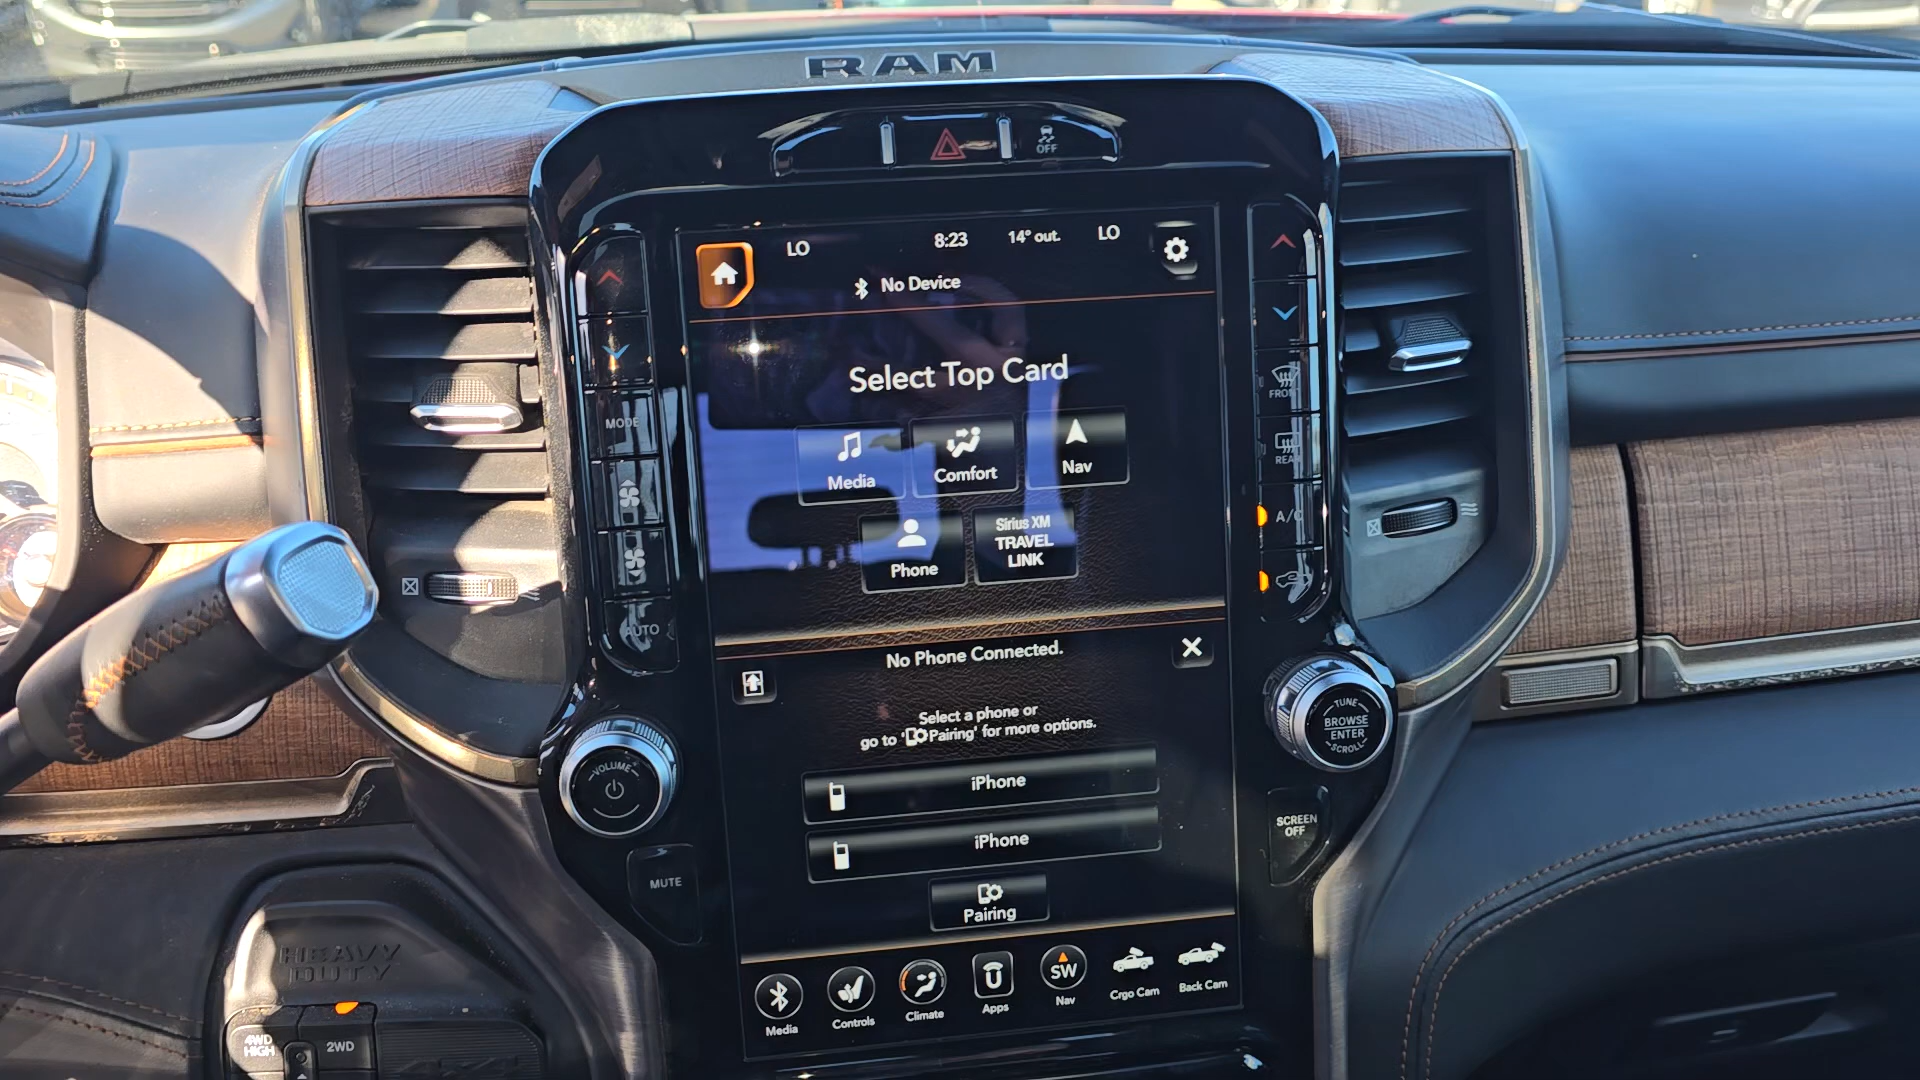 RAM
OFF
LO
8:23
14° out.
LO
No Device
Select Top Card
Media
Comfort
Nav
Phone
Sirius XM
TRAVEL
LINK
No Phone Connected.
Select a phone or
go to 'Pairing' for more options.
iPhone
iPhone
Pairing
Media
Controls
Climate
Apps
SW
Nav
Crgo Cam
Back Cam
MODE
AUTO
VOLUME
MUTE
FRONT
REAR
A/C
TUNE
BROWSE
ENTER
SCROLL
SCREEN
OFF
HEAVY
DUTY
4WD
HIGH
2WD